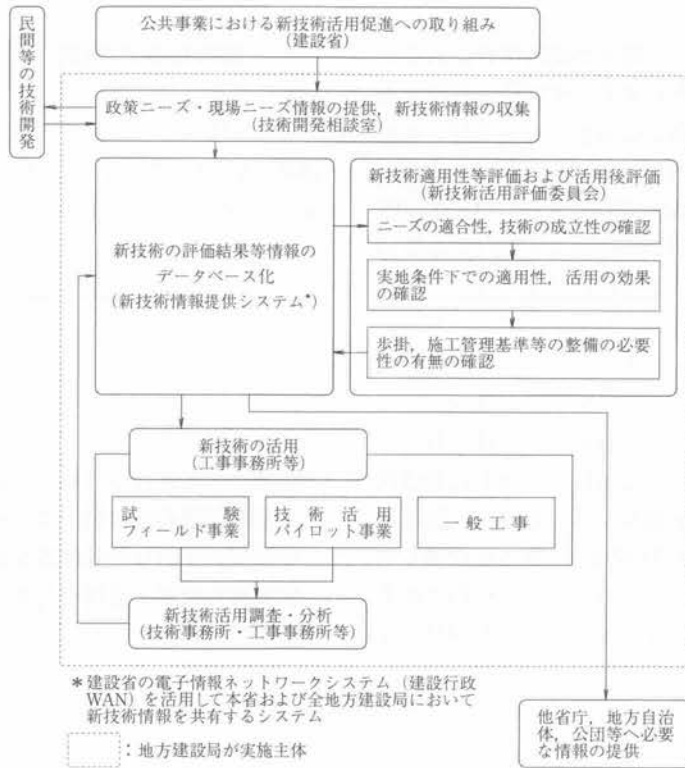 公共事業における新技術活用促進への取り組み
(建設省)
民間等の技術開発
政策ニーズ・現場ニーズ情報の提供, 新技術情報の収集
(技術開発相談室)
新技術の評価結果等情報の
データベース化
(新技術情報提供システム*)
新技術適用性等評価および活用後評価
(新技術活用評価委員会)
ニーズの適合性, 技術の成立性の確認
実地条件下での適用性, 活用の効果
の確認
歩掛, 施工管理基準等の整備の必要
性の有無の確認
新技術の活用
(工事事務所等)
試験
フィールド事業
技術活用
パイロット事業
一般工事
新技術活用調査・分析
(技術事務所・工事事務所等)
*建設省の電子情報ネットワークシステム (建設行政
WAN) を活用して本省および全地方建設局において
新技術情報を共有するシステム
:地方建設局が実施主体
他省庁, 地方自治
体, 公団等へ必要
な情報の提供